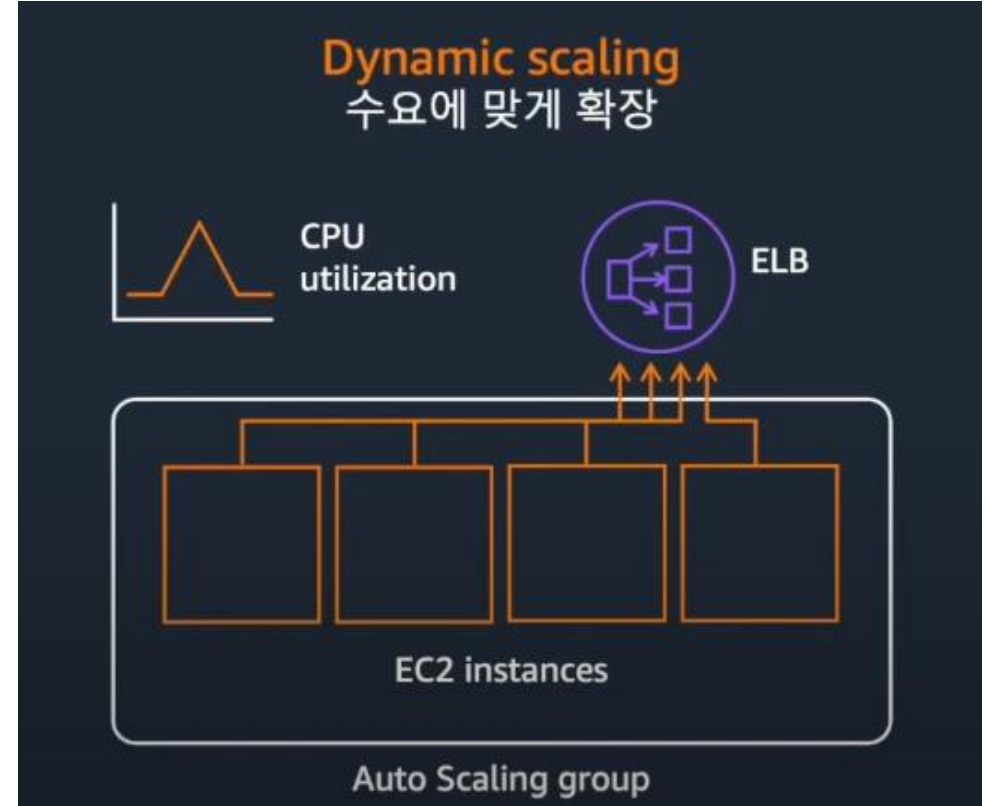 Dynamic scaling
수요에 맞게 확장
CPU
utilization
ELB
EC2 instances
Auto Scaling group